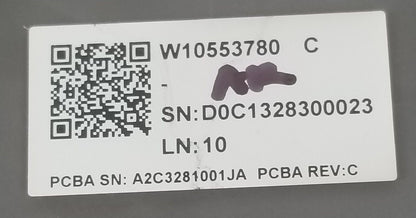 W10553780 C
-
SN:D0C1328300023
LN:10
PCBA SN: A2C3281001JA PCBA REV:C